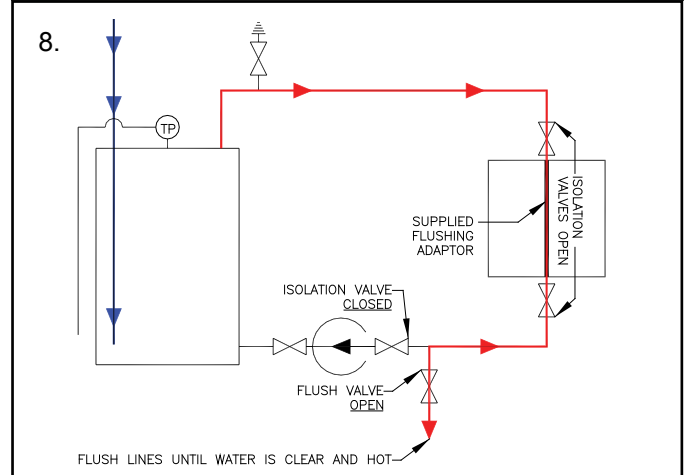 8.
TP
SUPPLIED
FLUSHING
ADAPTOR
ISOLATION
VALVES OPEN
ISOLATION VALVE
CLOSED
FLUSH VALVE
OPEN
FLUSH LINES UNTIL WATER IS CLEAR AND HOT